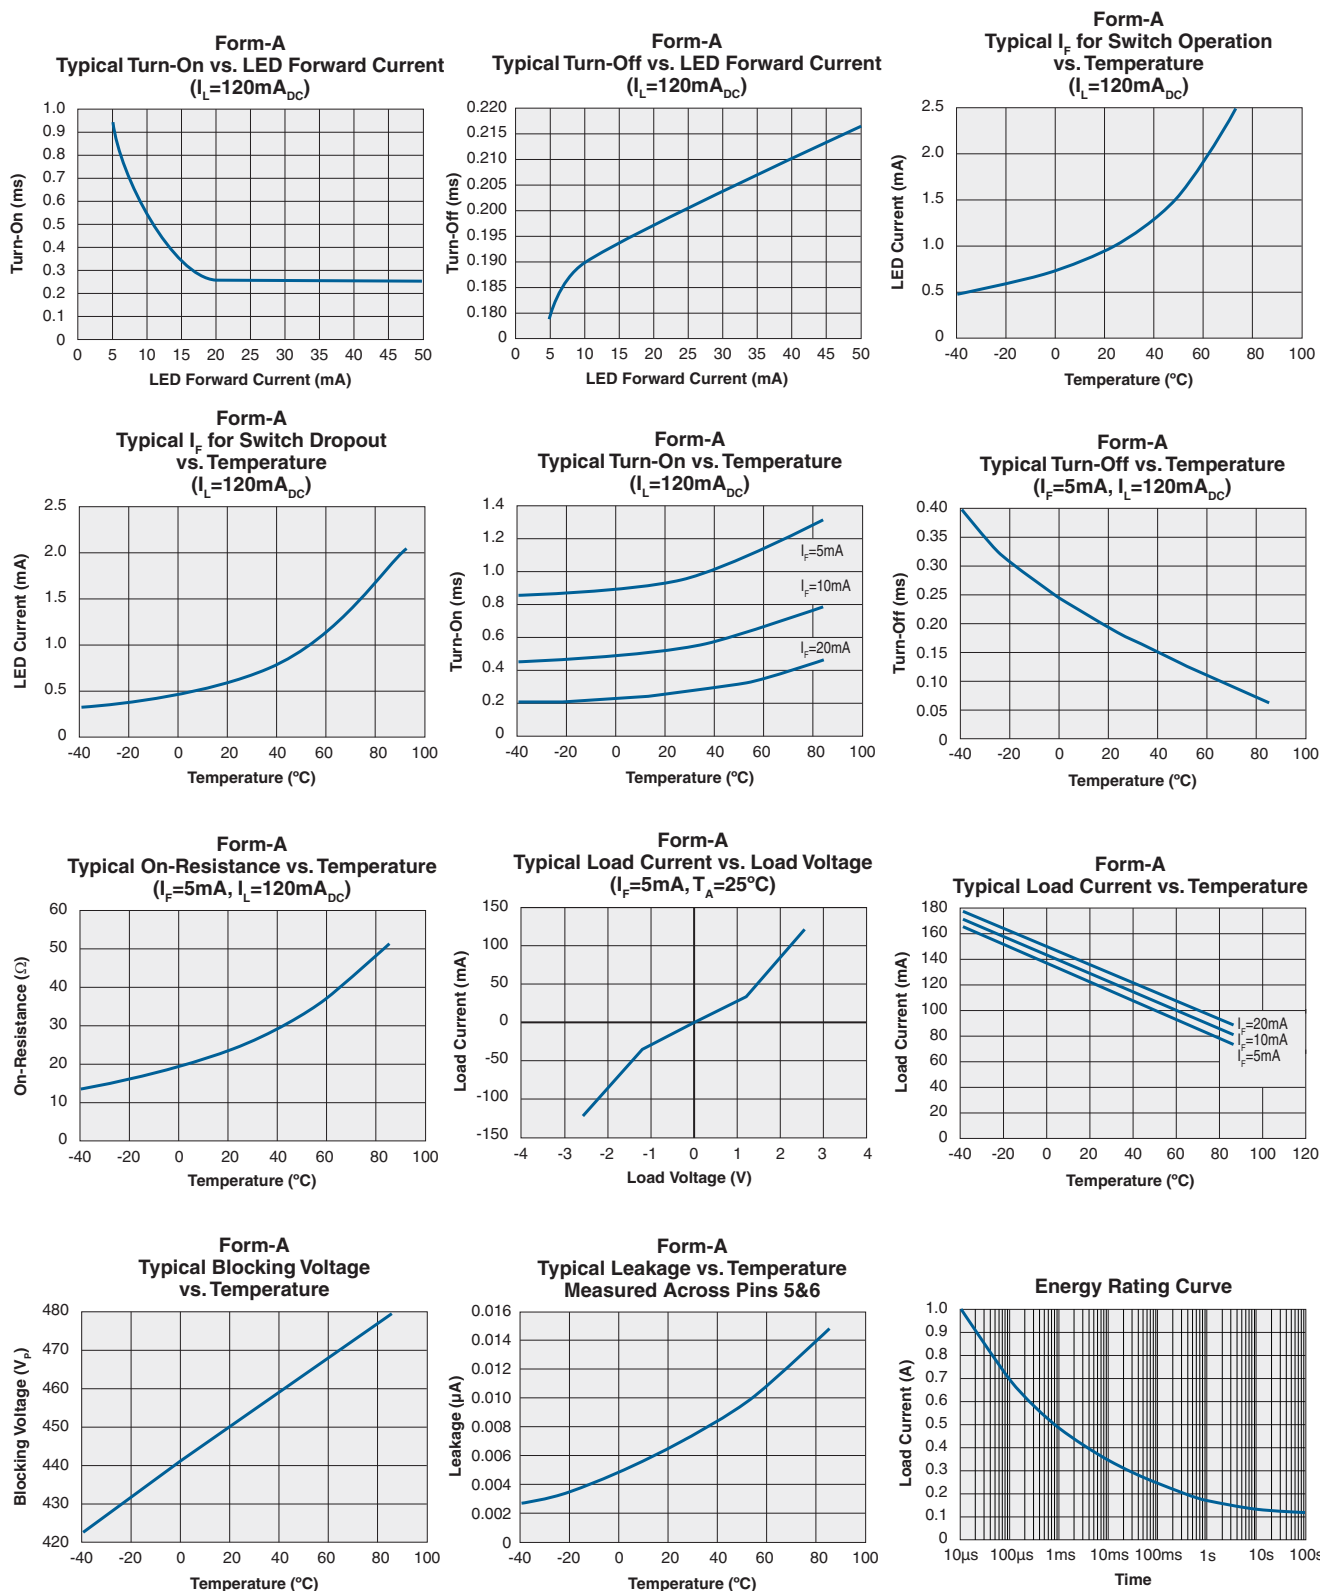 Form-A
Typical Turn-On vs. LED Forward Current
(IL=120mADC)
Turn-On (ms)
1.0
0.9
0.8
0.7
0.6
0.5
0.4
0.3
0.2
0.1
0
0 5 10 15 20 25 30 35 40 45 50
LED Forward Current (mA)
Form-A
Typical Turn-Off vs. LED Forward Current
(IL=120mADC)
Turn-Off (ms)
0.220
0.215
0.210
0.205
0.200
0.195
0.190
0.185
0.180
0
0 5 10 15 20 25 30 35 40 45 50
LED Forward Current (mA)
Form-A
Typical IF for Switch Operation
vs. Temperature
(IL=120mADC)
LED Current (mA)
2.5
2.0
1.5
1.0
0.5
0
-40 -20 0 20 40 60 80 100
Temperature (ºC)
Form-A
Typical IF for Switch Dropout
vs. Temperature
(IL=120mADC)
LED Current (mA)
2.5
2.0
1.5
1.0
0.5
0
-40 -20 0 20 40 60 80 100
Temperature (ºC)
Form-A
Typical Turn-On vs. Temperature
(IL=120mADC)
Turn-On (ms)
1.4
1.2
1.0
0.8
0.6
0.4
0.2
0
IF=5mA
IF=10mA
IF=20mA
-40 -20 0 20 40 60 80 100
Temperature (ºC)
Form-A
Typical Turn-Off vs. Temperature
(IF=5mA, IL=120mADC)
Turn-Off (ms)
0.40
0.35
0.30
0.25
0.20
0.15
0.10
0.05
0
-40 -20 0 20 40 60 80 100
Temperature (ºC)
Form-A
Typical On-Resistance vs. Temperature
(IF=5mA, IL=120mADC)
On-Resistance (Ω)
60
50
40
30
20
10
0
-40 -20 0 20 40 60 80 100
Temperature (ºC)
Form-A
Typical Load Current vs. Load Voltage
(IF=5mA, TA=25ºC)
Load Current (mA)
150
100
50
0
-50
-100
-150
-4 -3 -2 -1 0 1 2 3 4
Load Voltage (V)
Form-A
Typical Load Current vs. Temperature
Load Current (mA)
180
160
140
120
100
80
60
40
20
0
IF=20mA
IF=10mA
IF=5mA
-40 -20 0 20 40 60 80 100 120
Temperature (ºC)
Form-A
Typical Blocking Voltage
vs. Temperature
Blocking Voltage (VP)
480
470
460
450
440
430
420
-40 -20 0 20 40 60 80 100
Temperature (ºC)
Form-A
Typical Leakage vs. Temperature
Measured Across Pins 5&6
Leakage (µA)
0.016
0.014
0.012
0.010
0.008
0.006
0.004
0.002
0
-40 -20 0 20 40 60 80 100
Temperature (ºC)
Energy Rating Curve
Load Current (A)
1.0
0.9
0.8
0.7
0.6
0.5
0.4
0.3
0.2
0.1
0
10µs 100µs 1ms 10ms 100ms 1s 10s 100s
Time